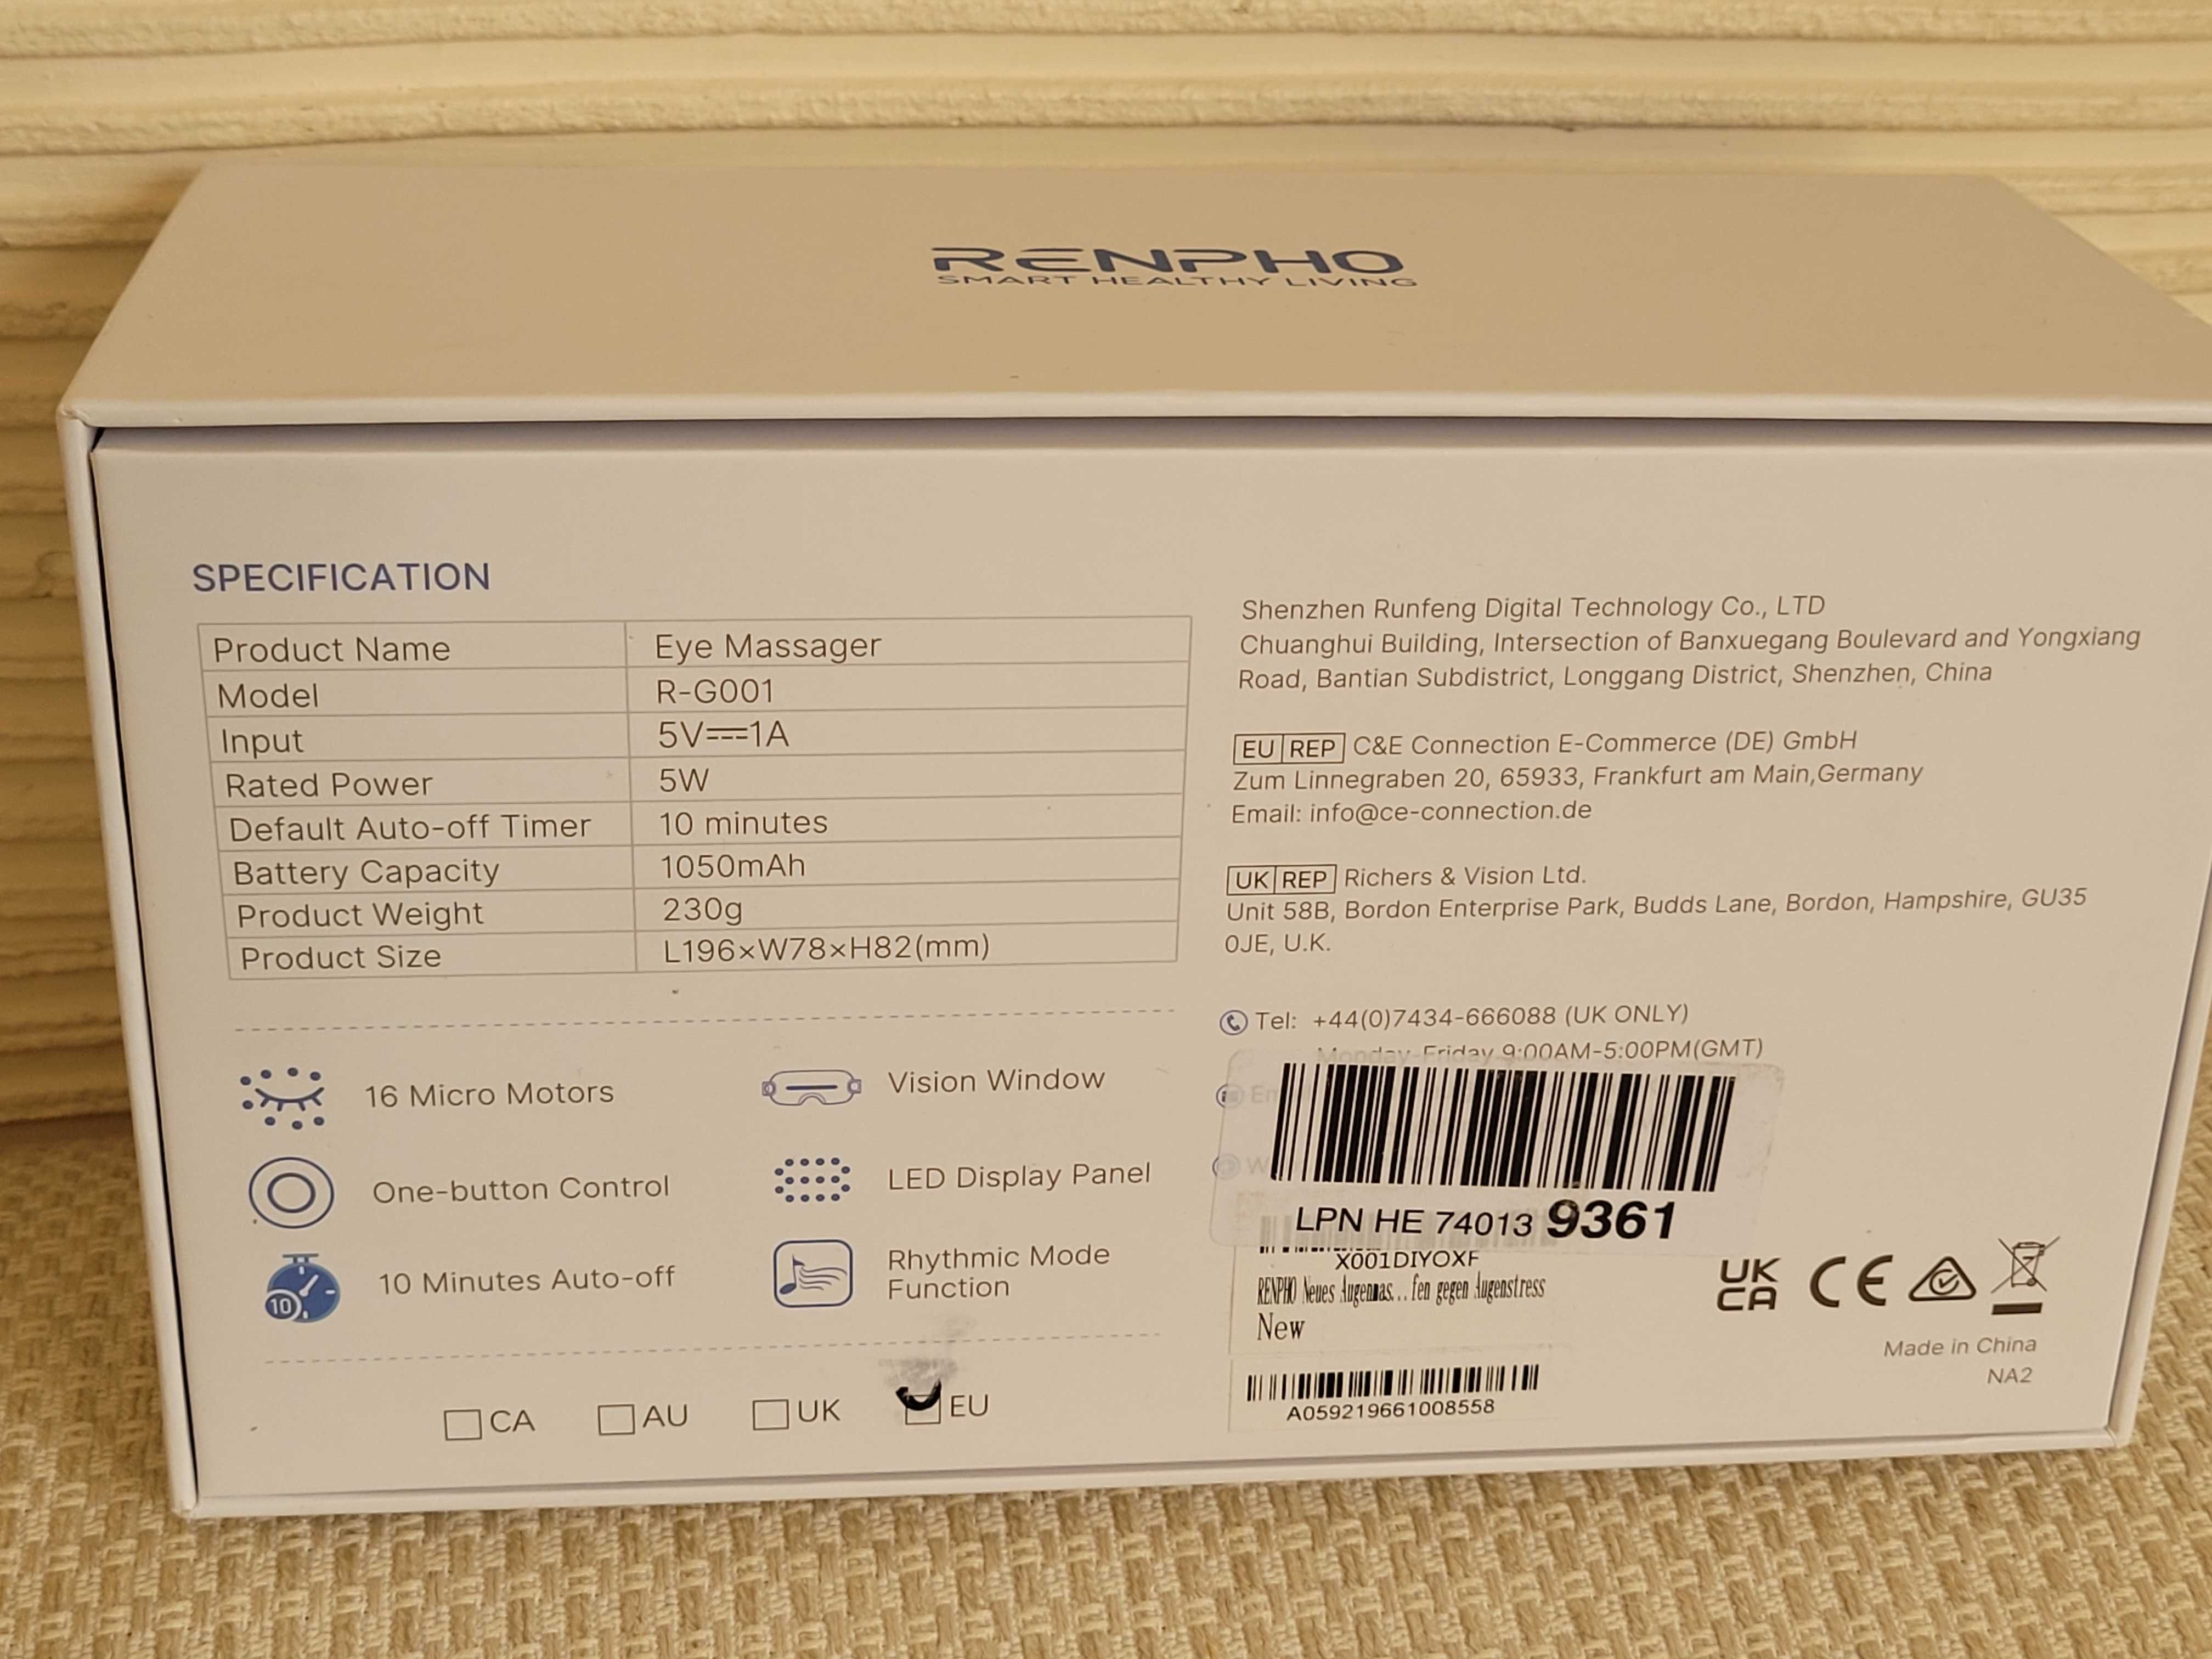 RENPHO
SMART HEALTHY LIVING
SPECIFICATION
Product Name Eye Massager
Model R-G001
Input 5V⎓1A
Rated Power 5W
Default Auto-off Timer 10 minutes
Battery Capacity 1050mAh
Product Weight 230g
Product Size L196×W78×H82(mm)
16 Micro Motors
Vision Window
One-button Control
LED Display Panel
10
10 Minutes Auto-off
Rhythmic Mode
Function
CA AU UK EU
Shenzhen Runfeng Digital Technology Co., LTD
Chuanghui Building, Intersection of Banxuegang Boulevard and Yongxiang
Road, Bantian Subdistrict, Longgang District, Shenzhen, China
EU REP C&E Connection E-Commerce (DE) GmbH
Zum Linnegraben 20, 65933, Frankfurt am Main,Germany
Email: info@ce-connection.de
UK REP Richers & Vision Ltd.
Unit 58B, Bordon Enterprise Park, Budds Lane, Bordon, Hampshire, GU35
0JE, U.K.
Tel: +44(0)7434-666088 (UK ONLY)
Monday-Friday 9:00AM-5:00PM(GMT)
LPN HE 74013 9361
X001DIYOXF
RENPHO Neues Augenmas...fen gegen Augenstress
New
A059219661008558
UK
CA
CE
Made in China
NA2